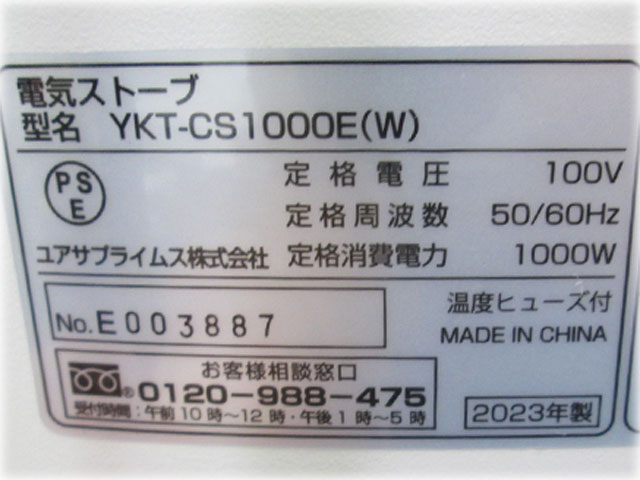 電気ストーブ
型名 YKT-CS1000E(W)
PS
E
定格電圧 100V
定格周波数 50/60Hz
ユアサプライムス株式会社 定格消費電力 1000W
No.E003887
温度ヒューズ付
MADE IN CHINA
お客様相談窓口
®0120-988-475
受付時間:午前10時~12時・午後1時~5時
2023年製